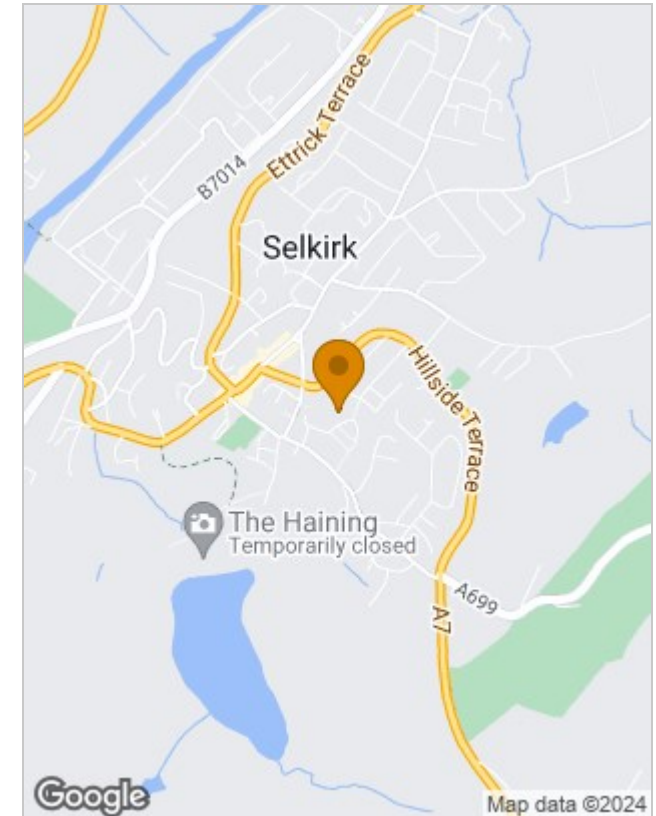 Ettrick Terrace
B7014
Selkirk
Hillside Terrace
The Haining
Temporarily closed
A699
A7
Google
Map data ©2024